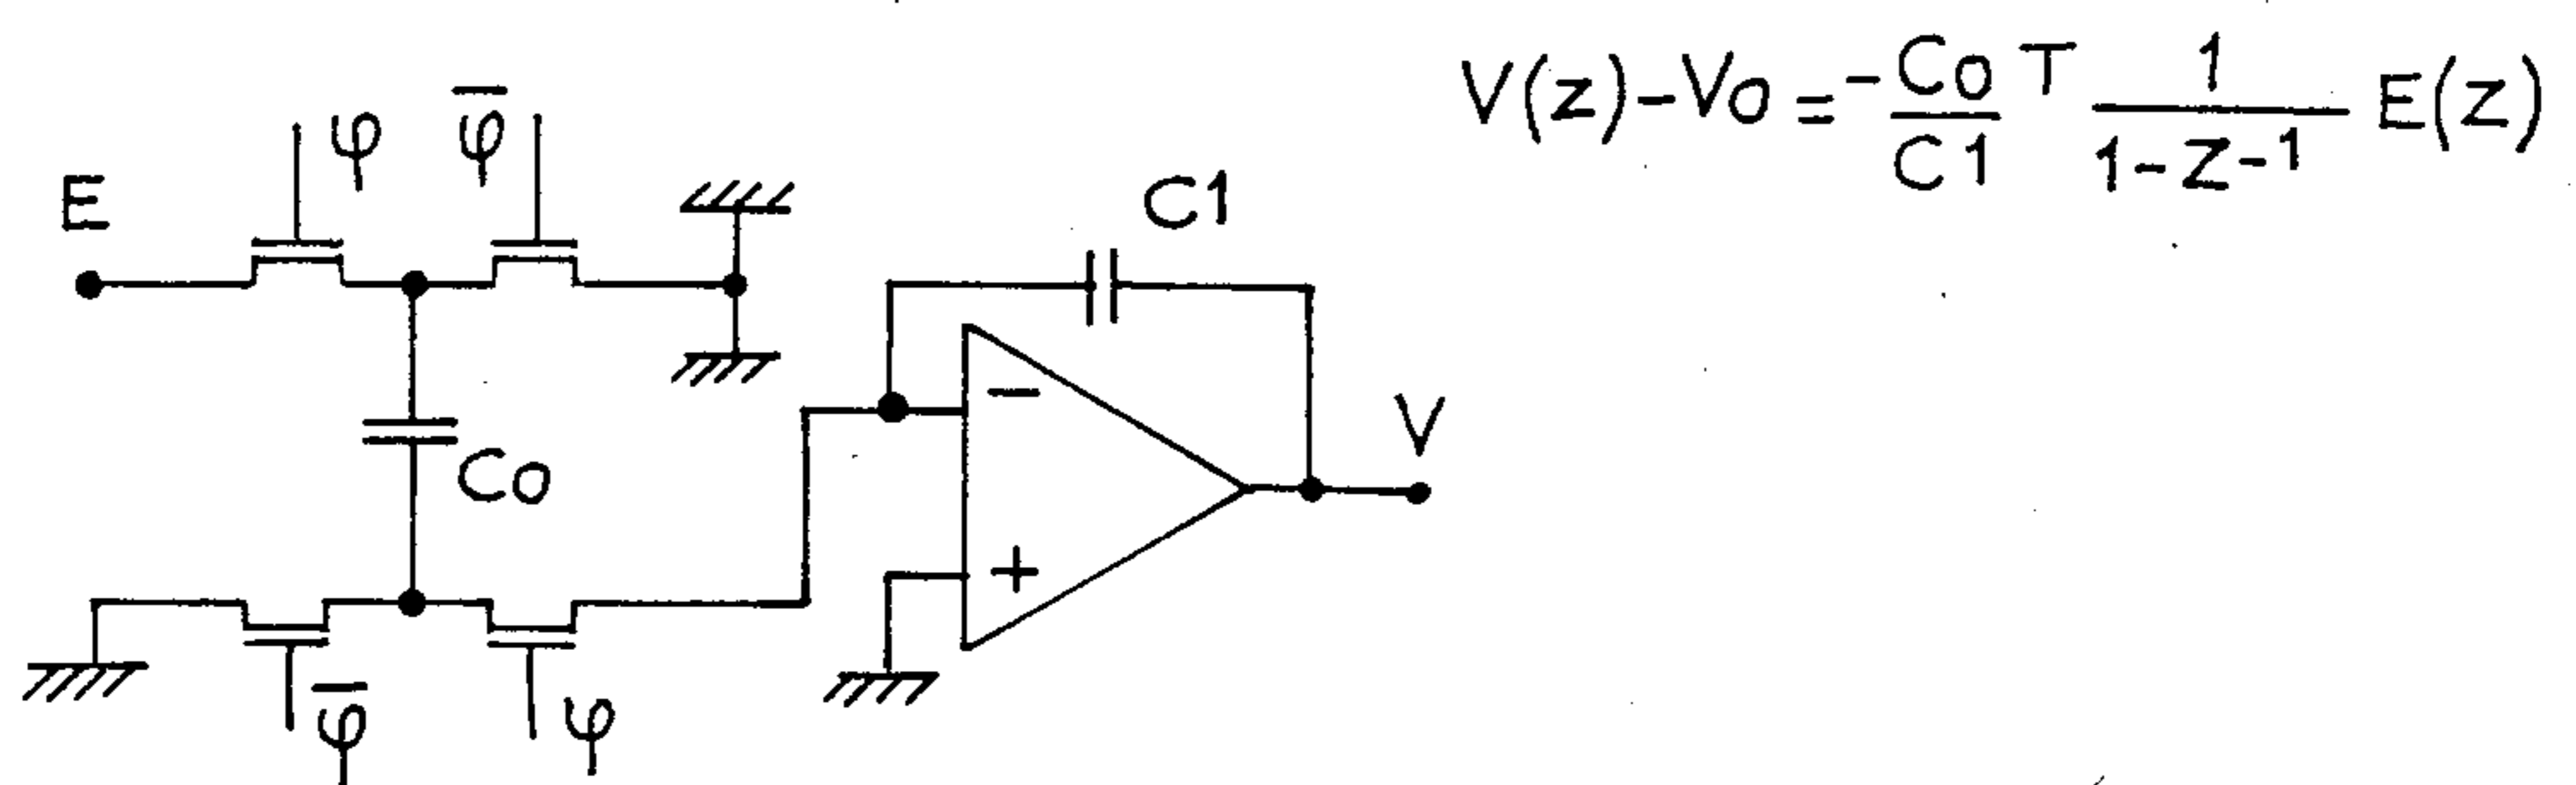 V(z)-Vo = -Co/C1 T 1/(1-Z-1) E(Z)
φ φ̅
E
C1
−
V
Co
+
φ̅ φ